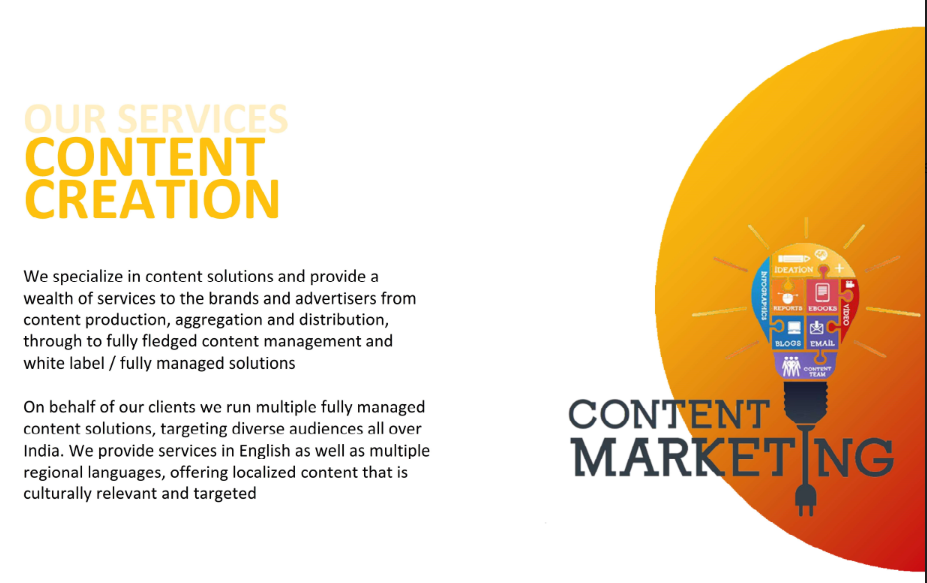 OUR SERVICES
CONTENT
CREATION
We specialize in content solutions and provide a
wealth of services to the brands and advertisers from
content production, aggregation and distribution,
through to fully fledged content management and
white label / fully managed solutions
On behalf of our clients we run multiple fully managed
content solutions, targeting diverse audiences all over
India. We provide services in English as well as multiple
regional languages, offering localized content that is
culturally relevant and targeted
IDEATION
INFOGRAPHICS
REPORTS
EBOOKS
VIDEO
BLOGS
EMAIL
CONTENT
TEAM
CONTENT
MARKETING